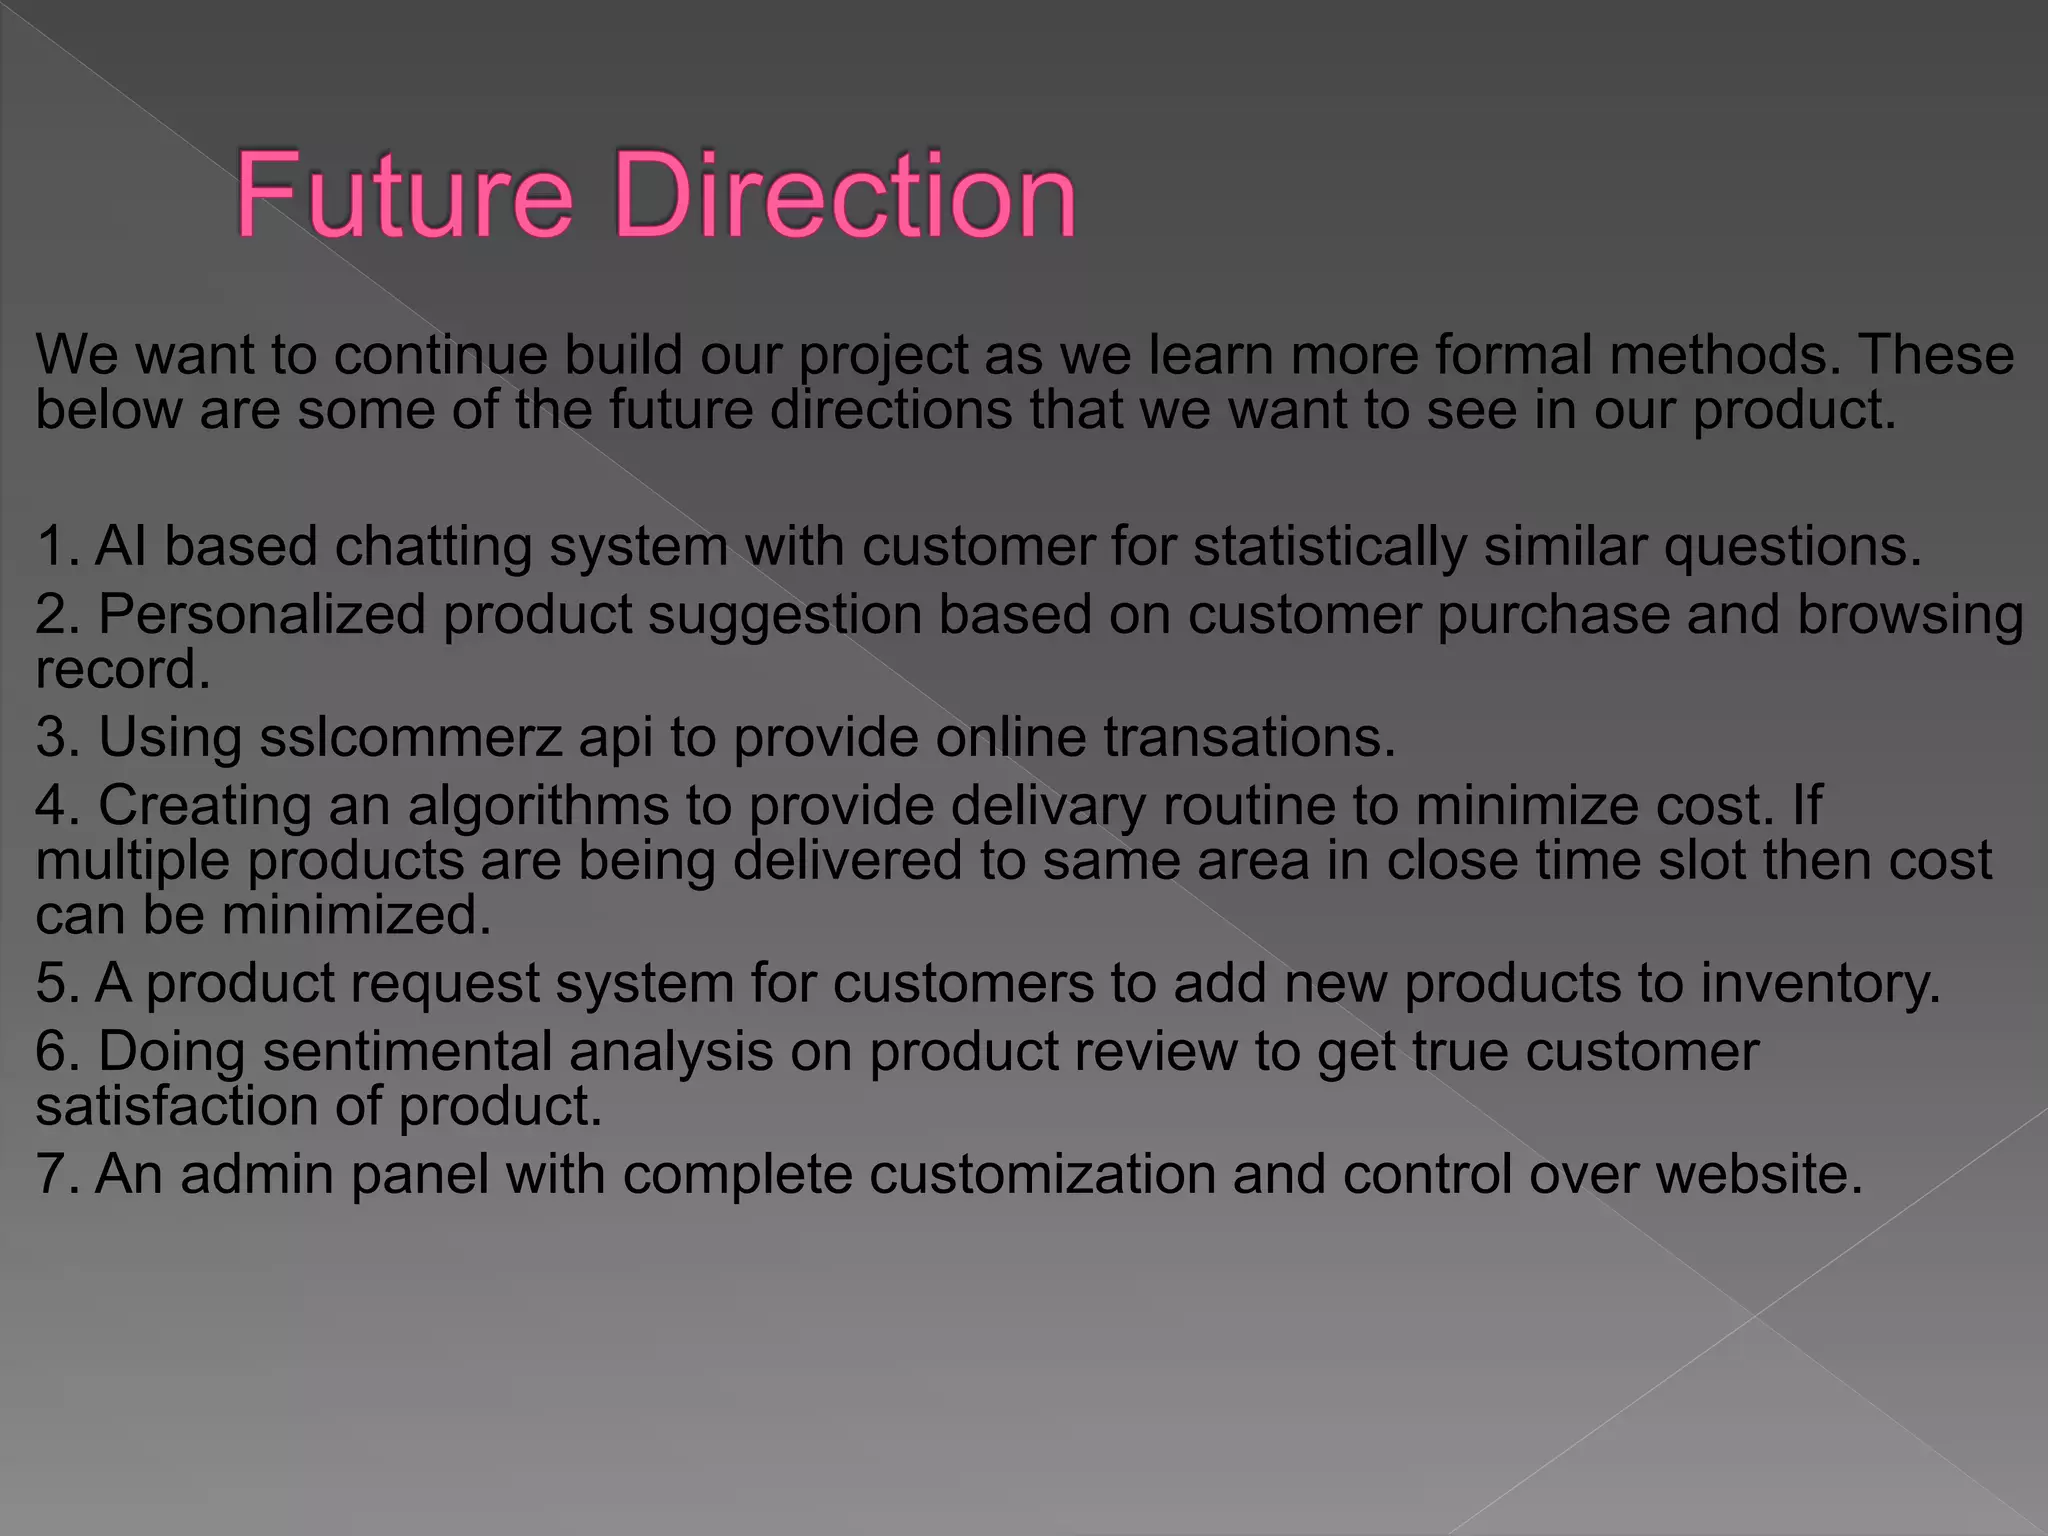 Future Direction
We want to continue build our project as we learn more formal methods. These
below are some of the future directions that we want to see in our product.
1. AI based chatting system with customer for statistically similar questions.
2. Personalized product suggestion based on customer purchase and browsing
record.
3. Using sslcommerz api to provide online transations.
4. Creating an algorithms to provide delivary routine to minimize cost. If
multiple products are being delivered to same area in close time slot then cost
can be minimized.
5. A product request system for customers to add new products to inventory.
6. Doing sentimental analysis on product review to get true customer
satisfaction of product.
7. An admin panel with complete customization and control over website.